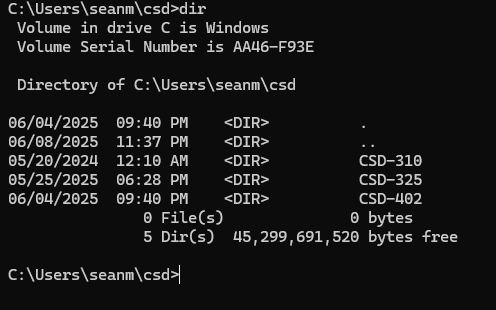 C:\Users\seanm\csd>dir
 Volume in drive C is Windows
 Volume Serial Number is AA46-F93E

 Directory of C:\Users\seanm\csd

06/04/2025  09:40 PM    <DIR>          .
06/08/2025  11:37 PM    <DIR>          ..
05/20/2024  12:10 AM    <DIR>          CSD-310
05/25/2025  06:28 PM    <DIR>          CSD-325
06/04/2025  09:40 PM    <DIR>          CSD-402
               0 File(s)              0 bytes
               5 Dir(s)  45,299,691,520 bytes free

C:\Users\seanm\csd>